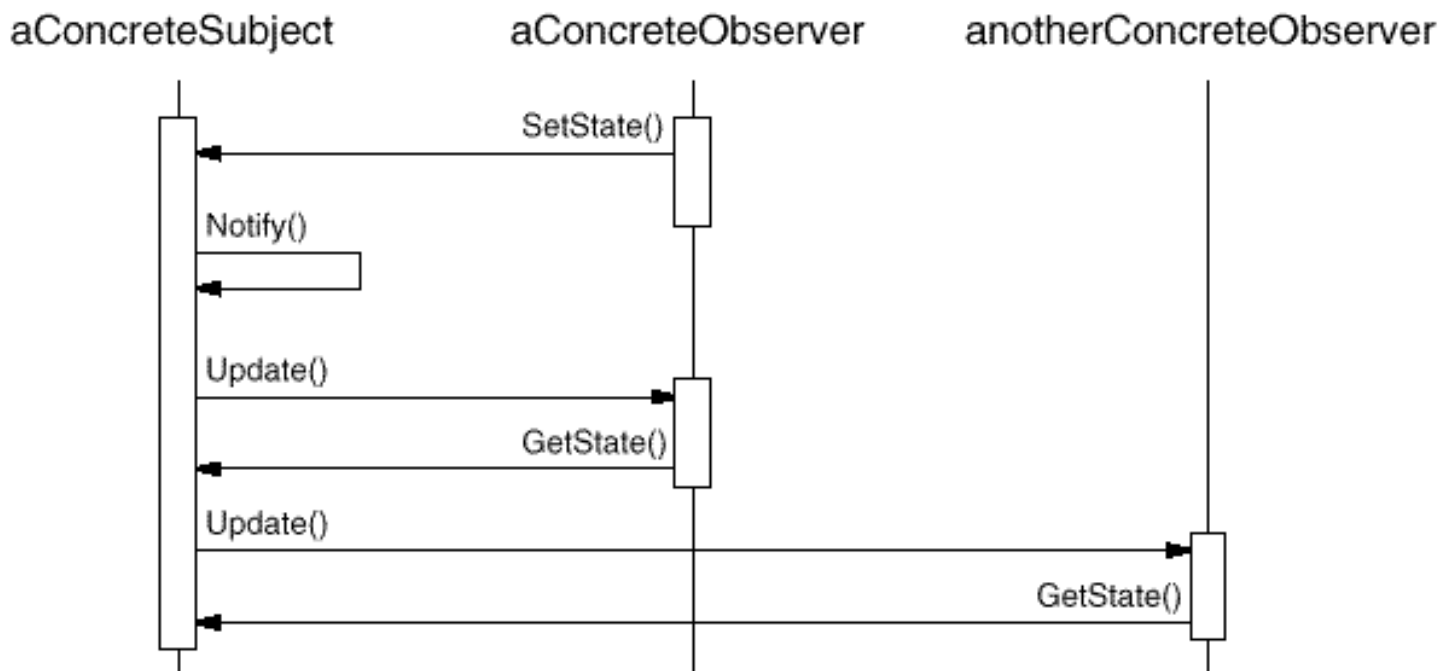 aConcreteSubject
aConcreteObserver
anotherConcreteObserver
SetState()
Notify()
Update()
GetState()
Update()
GetState()